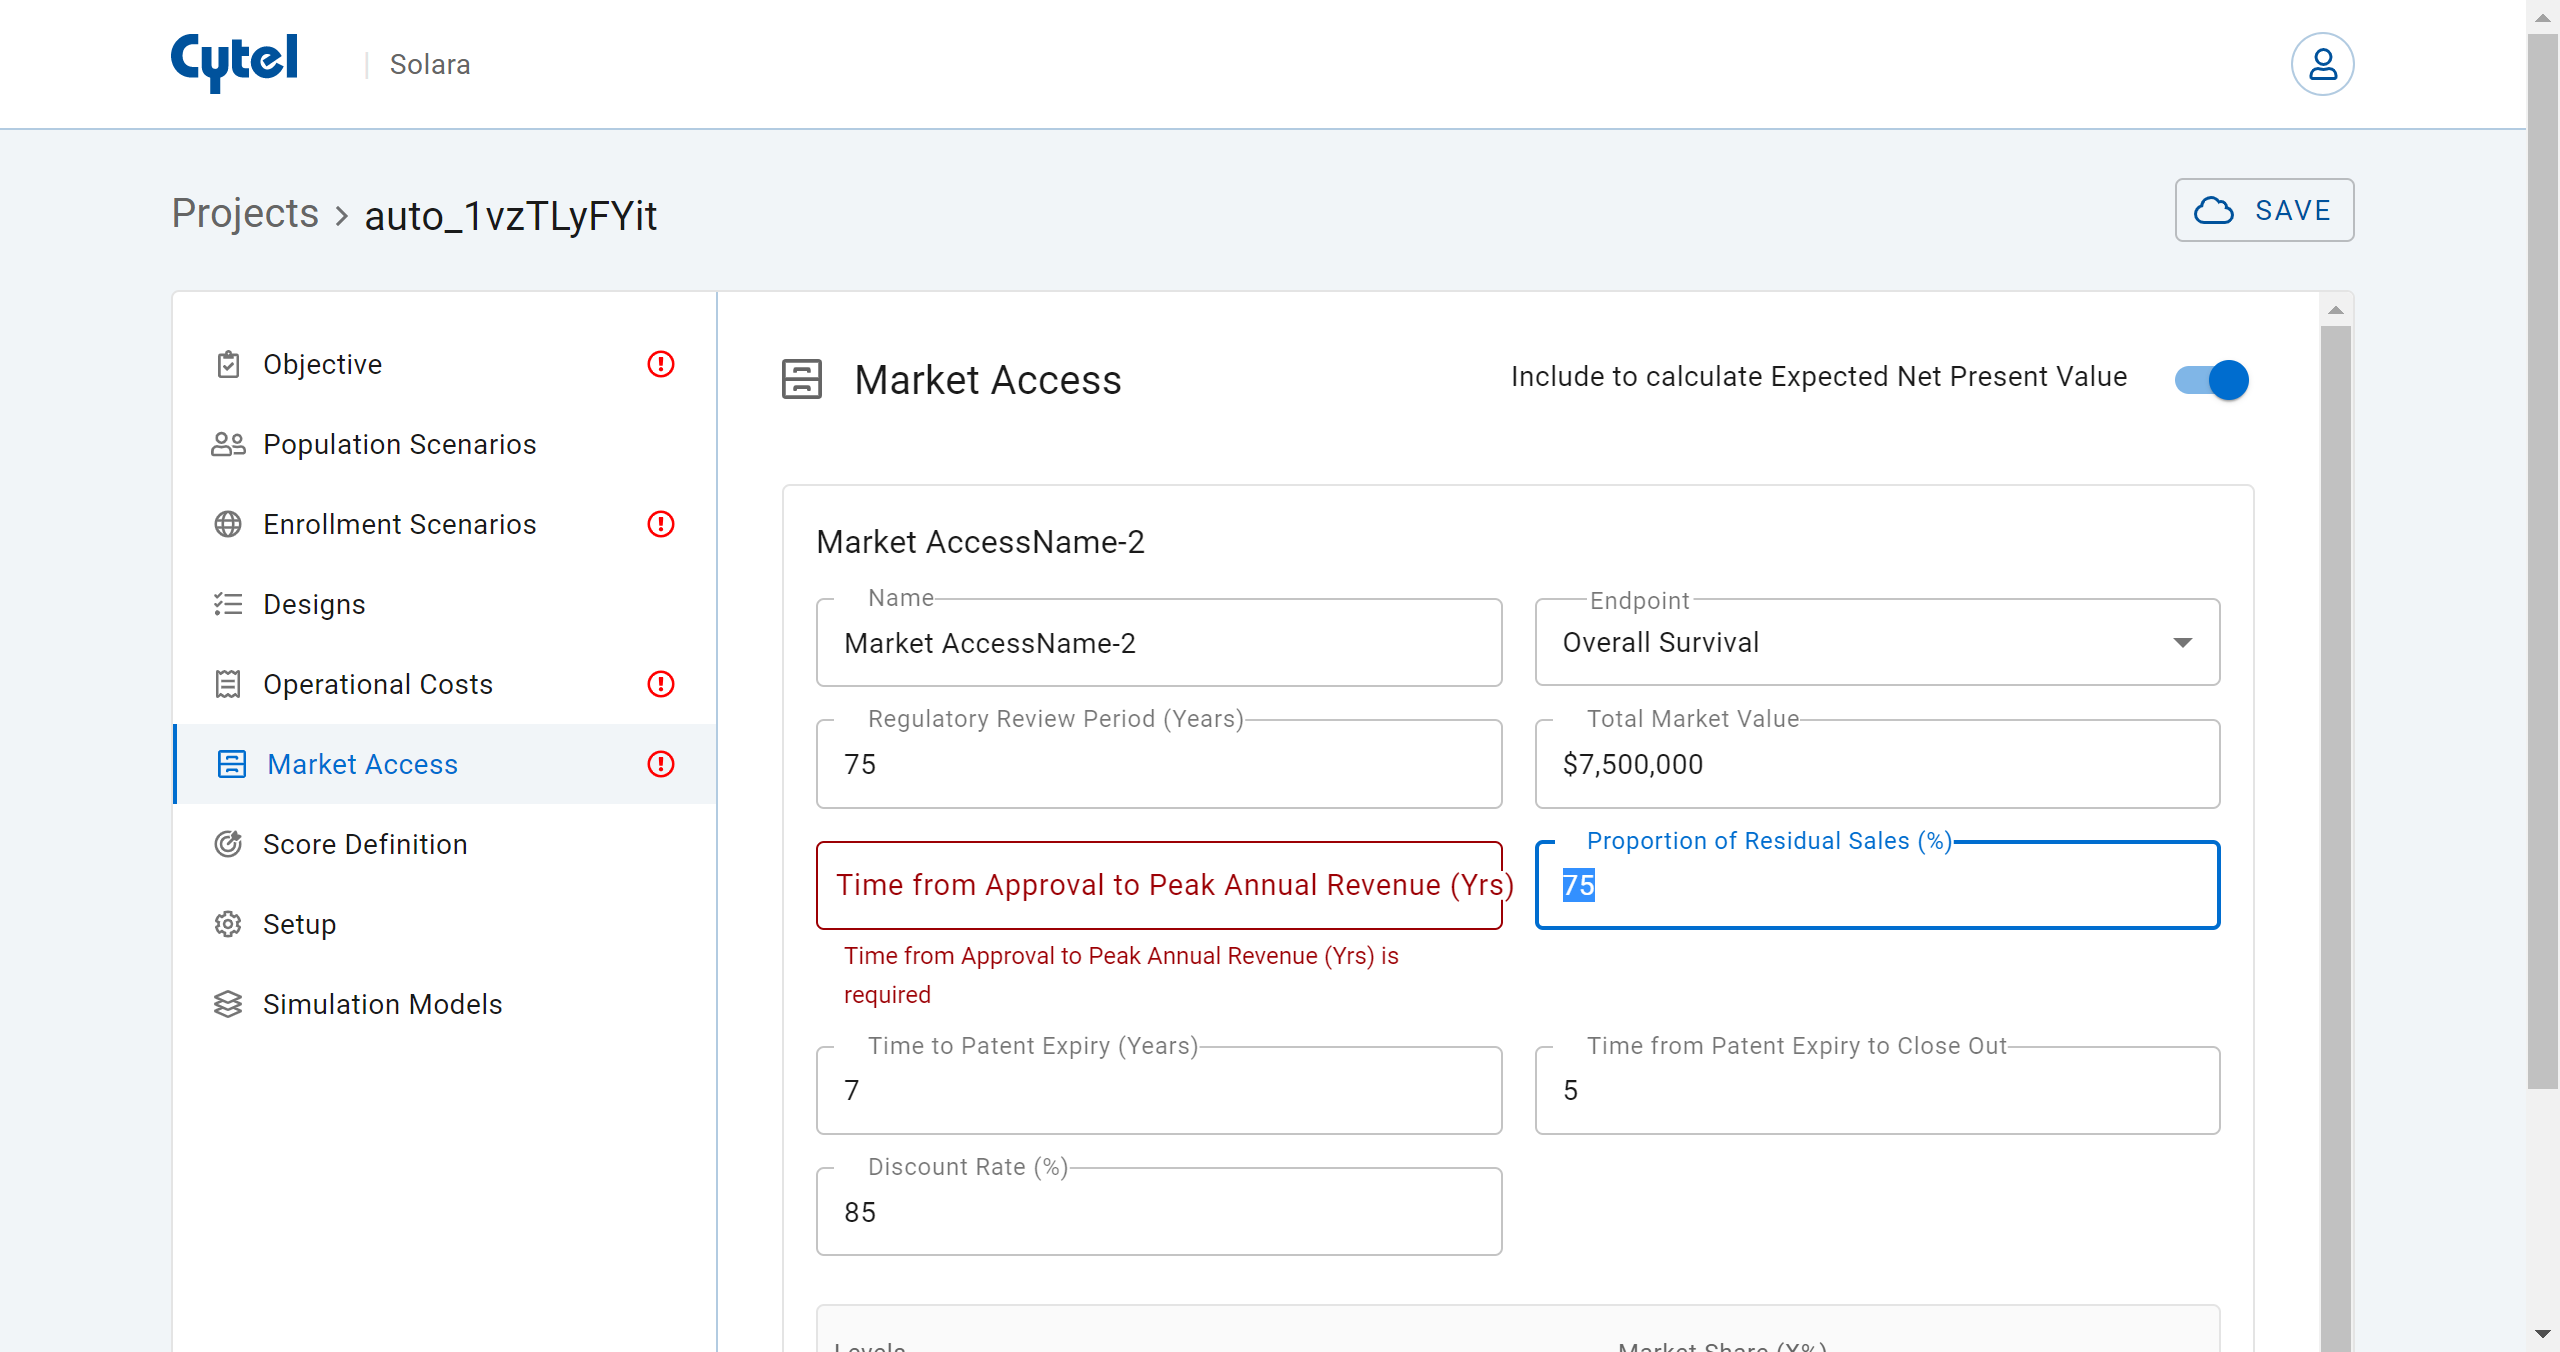 Cytel
Solara
Projects > auto_1vzTLyFYit
SAVE
Objective
Population Scenarios
Enrollment Scenarios
Designs
Operational Costs
Market Access
Score Definition
Setup
Simulation Models
Market Access
Include to calculate Expected Net Present Value
Market AccessName-2
Name
Market AccessName-2
Endpoint
Overall Survival
Regulatory Review Period (Years)
75
Total Market Value
$7,500,000
Time from Approval to Peak Annual Revenue (Yrs)
Time from Approval to Peak Annual Revenue (Yrs) is
required
Proportion of Residual Sales (%)
75
Time to Patent Expiry (Years)
7
Time from Patent Expiry to Close Out
5
Discount Rate (%)
85
Levels
Market Share (X%)